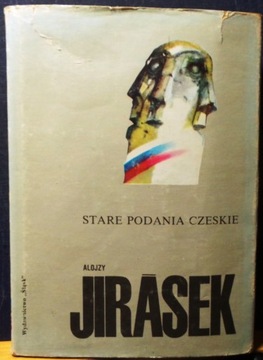 STARE PODANIA CZESKIE
ALOJZY
JIRÁSEK
Wydawnictwo „Śląsk”